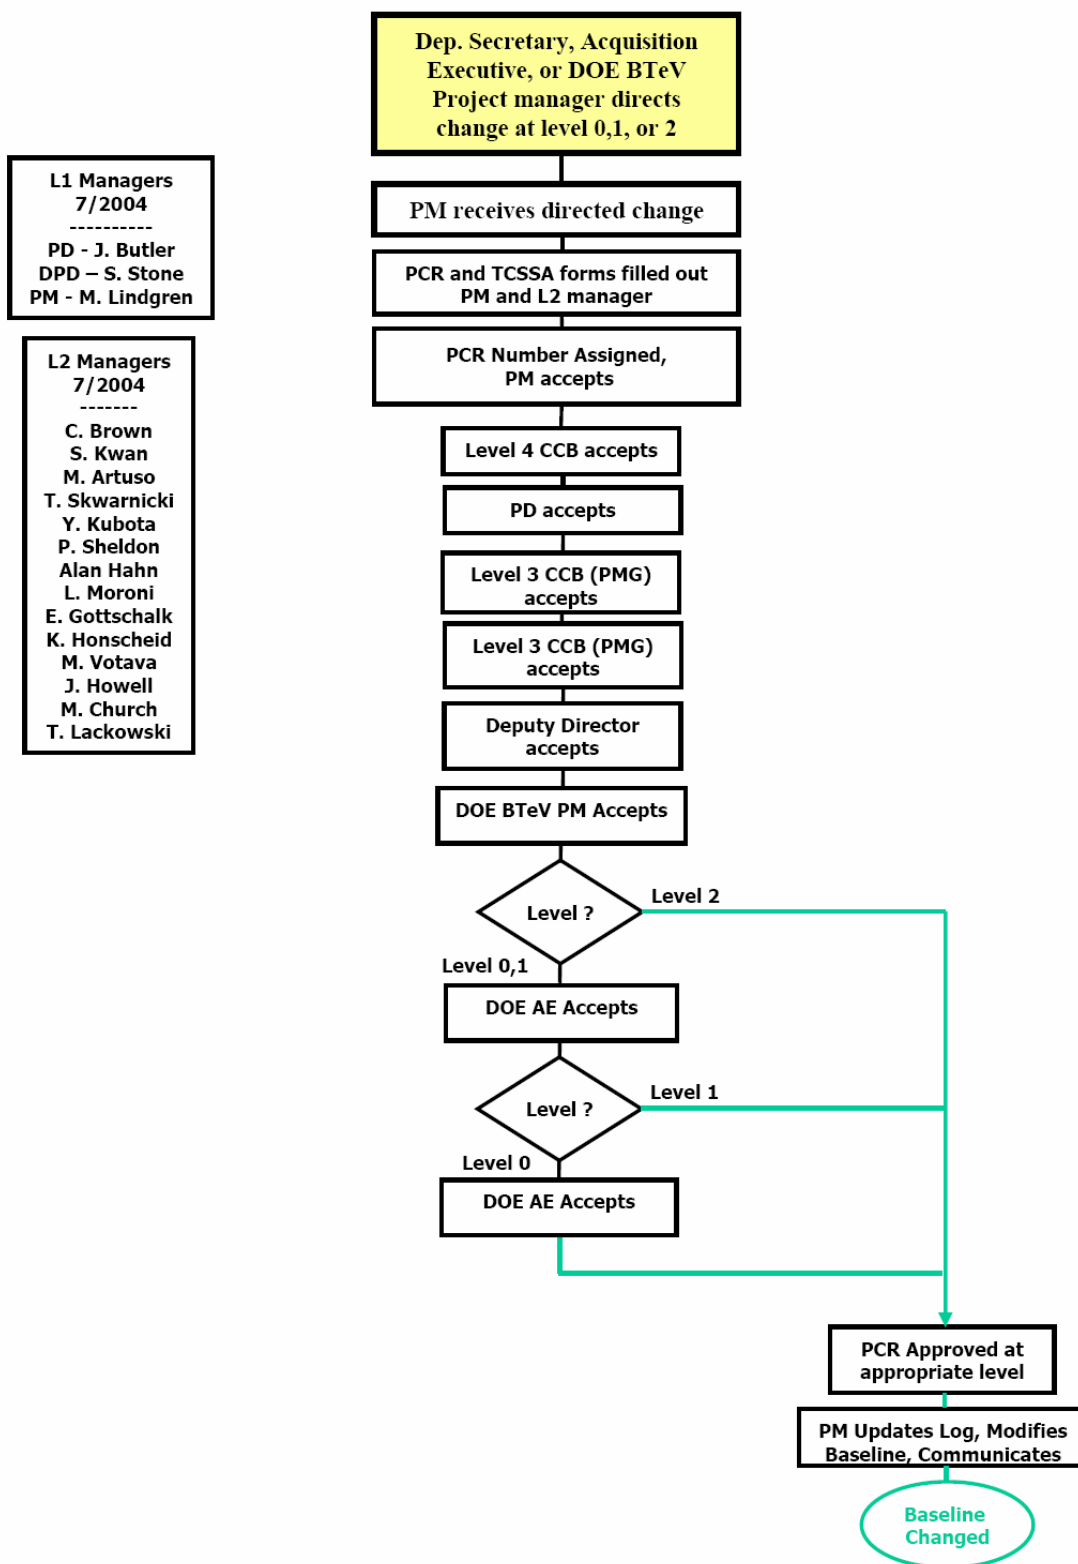 Dep. Secretary, Acquisition
Executive, or DOE BTeV
Project manager directs
change at level 0,1, or 2
L1 Managers
7/2004
----------
PD - J. Butler
DPD – S. Stone
PM - M. Lindgren
PM receives directed change
PCR and TCSSA forms filled out
PM and L2 manager
L2 Managers
7/2004
-------
C. Brown
S. Kwan
M. Artuso
T. Skwarnicki
Y. Kubota
P. Sheldon
Alan Hahn
L. Moroni
E. Gottschalk
K. Honscheid
M. Votava
J. Howell
M. Church
T. Lackowski
PCR Number Assigned,
PM accepts
Level 4 CCB accepts
PD accepts
Level 3 CCB (PMG)
accepts
Level 3 CCB (PMG)
accepts
Deputy Director
accepts
DOE BTeV PM Accepts
Level ?
Level 2
Level 0,1
DOE AE Accepts
Level ?
Level 1
Level 0
DOE AE Accepts
PCR Approved at
appropriate level
PM Updates Log, Modifies
Baseline, Communicates
Baseline
Changed